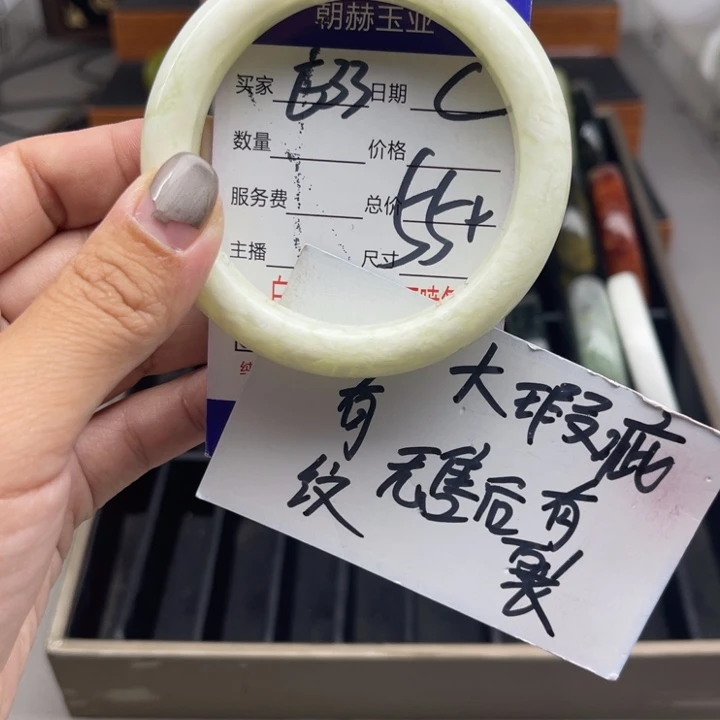 朝赫玉业
买家 日期 C
数量 价格
服务费 总价 55+
主播 尺寸
白
有 大瑕疵
纹 无售后有
裂